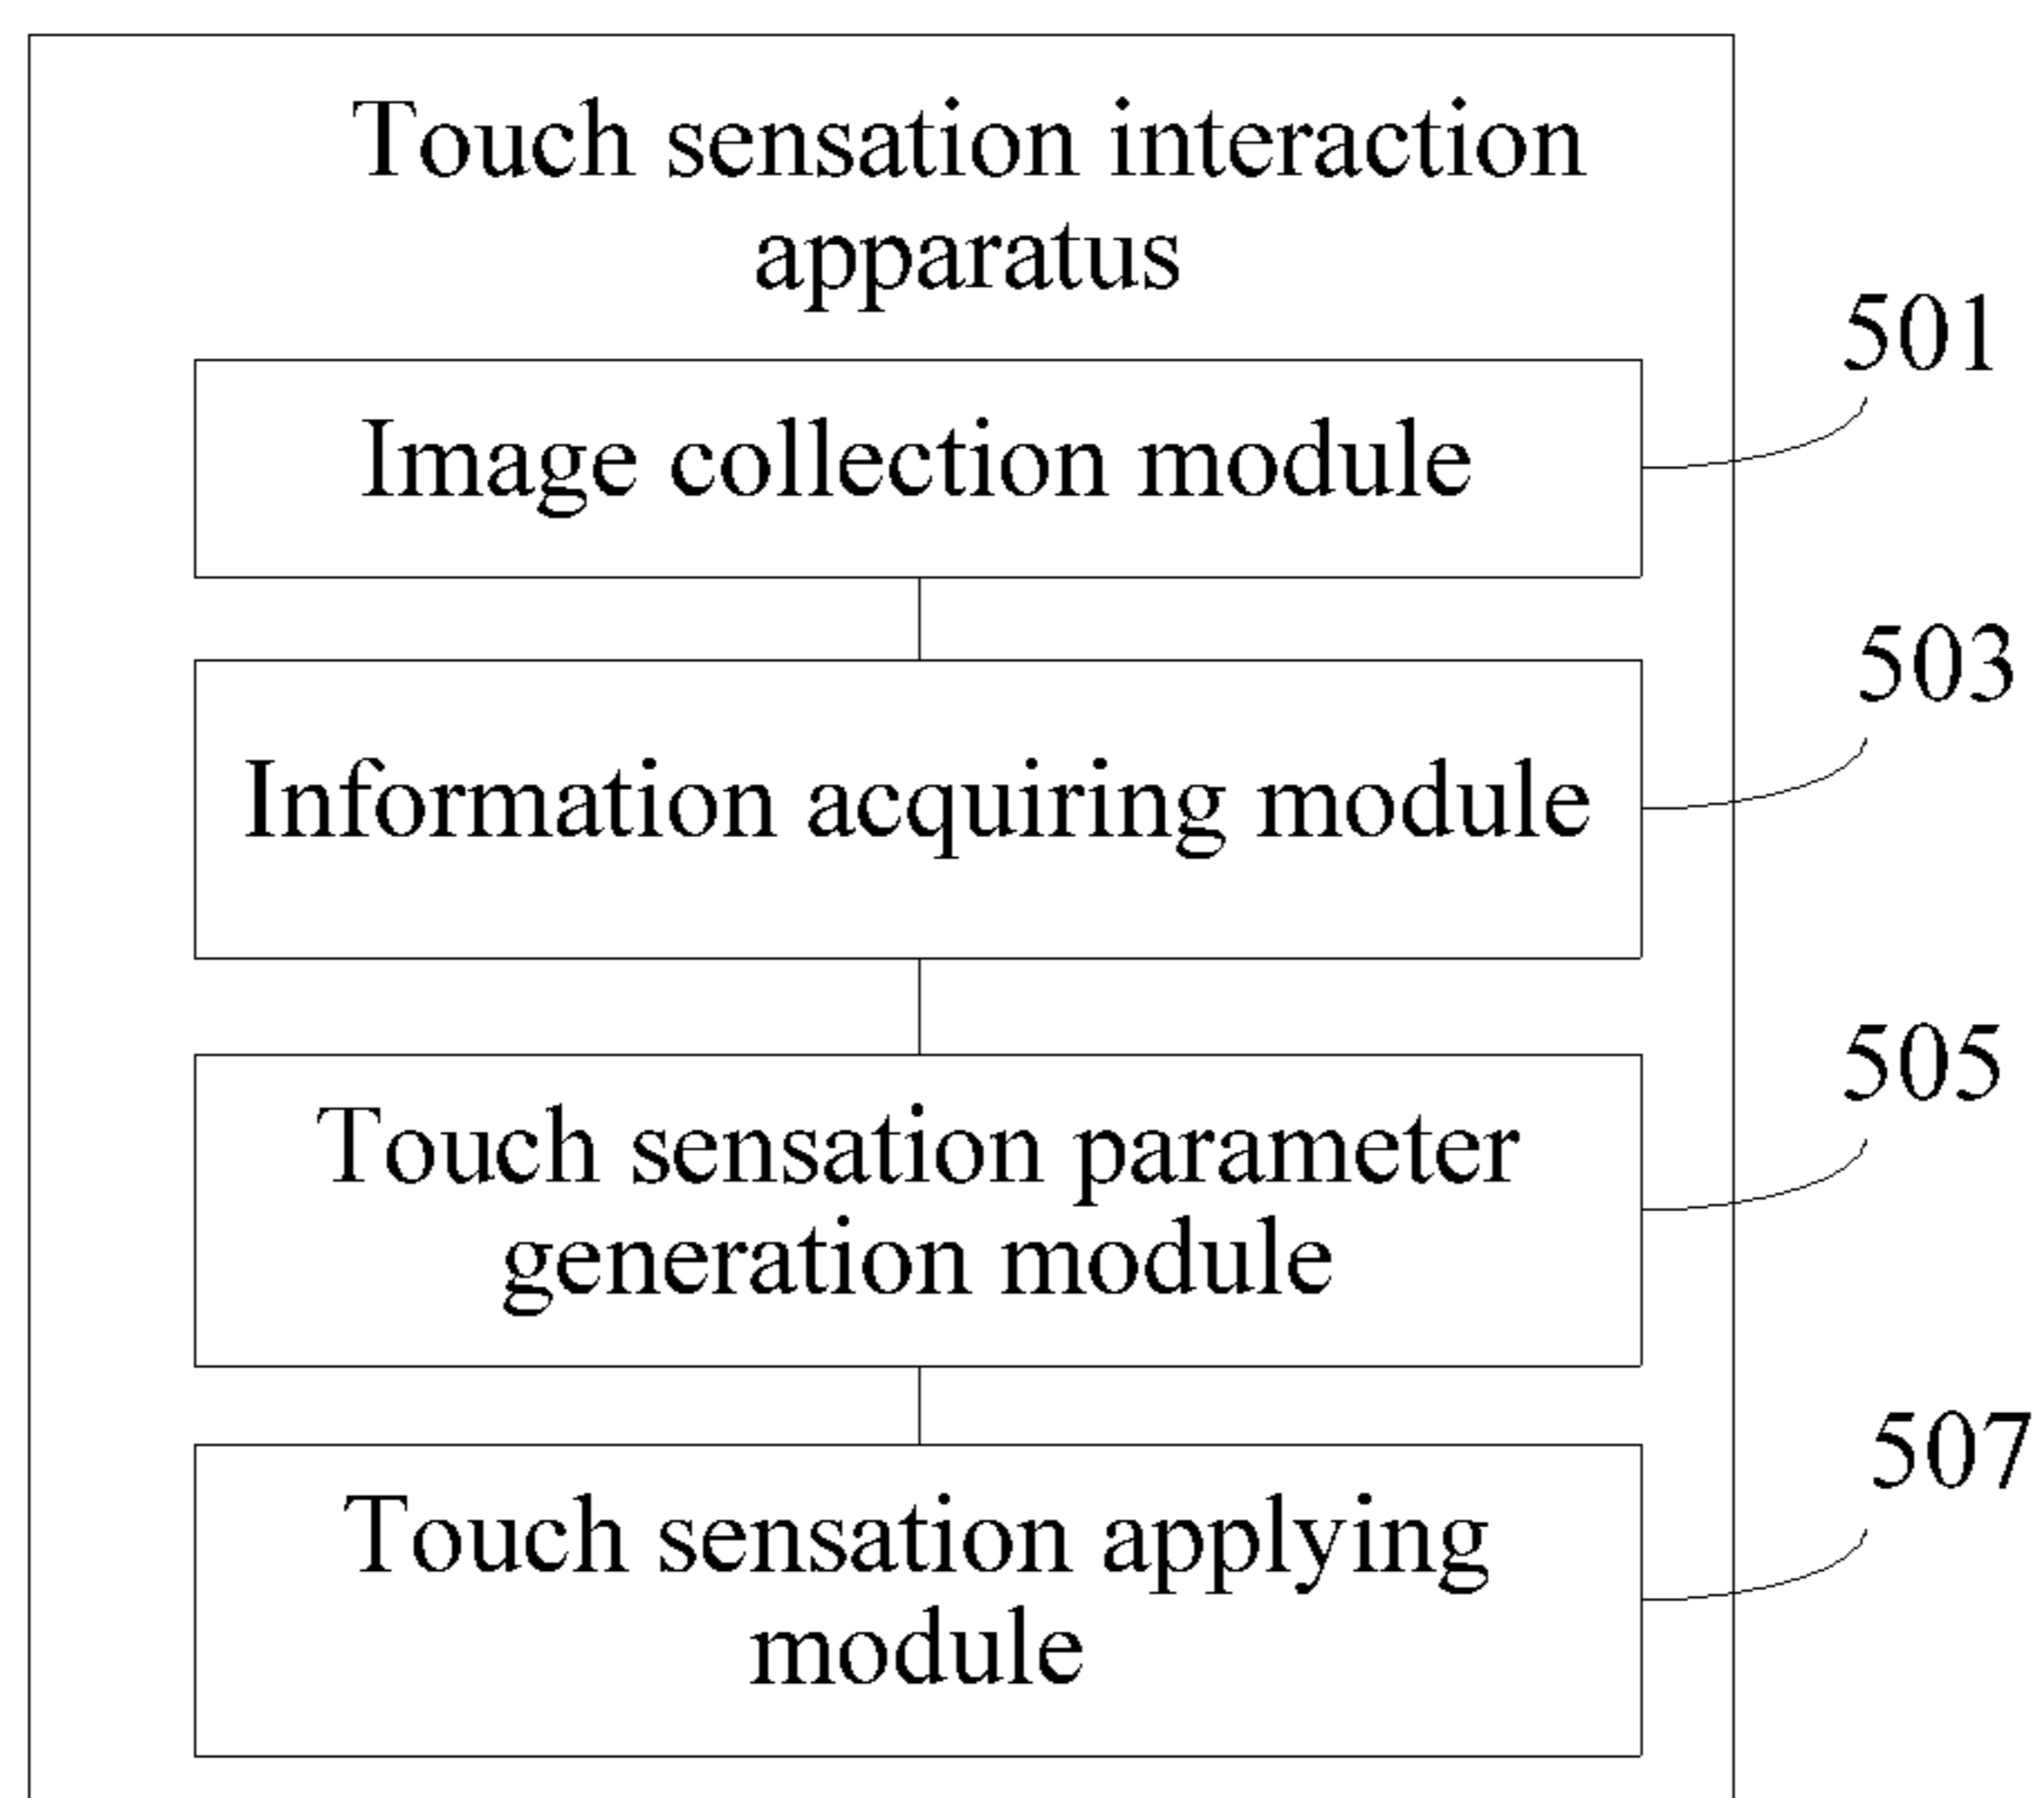 Touch sensation interaction
apparatus
501
Image collection module
503
Information acquiring module
505
Touch sensation parameter
generation module
507
Touch sensation applying
module